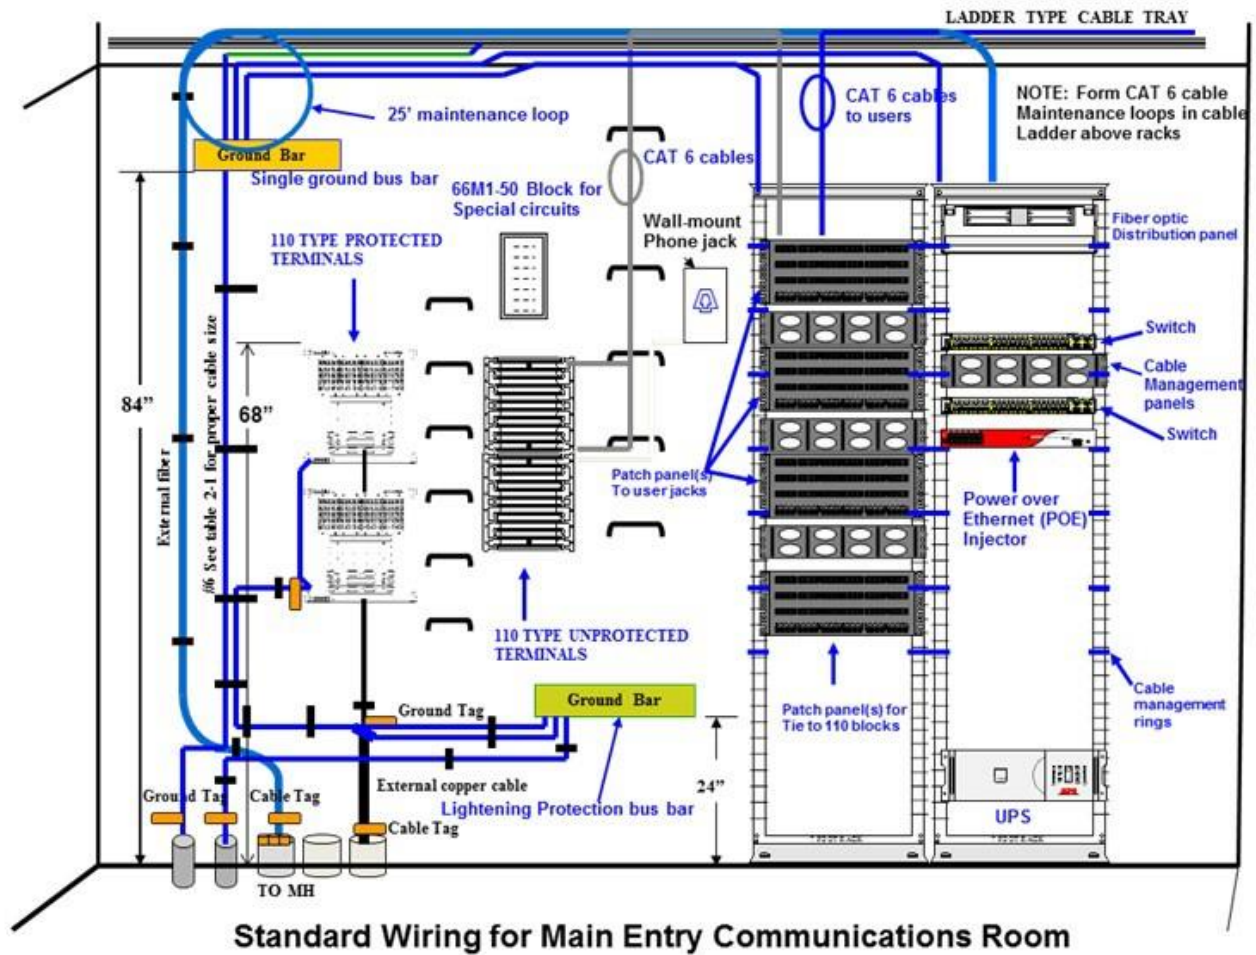 LADDER TYPE CABLE TRAY
NOTE: Form CAT 6 cable
Maintenance loops in cable
Ladder above racks
CAT 6 cables
to users
25' maintenance loop
Ground Bar
Single ground bus bar
CAT 6 cables
66M1-50 Block for
Special circuits
Wall-mount
Phone jack
Fiber optic
Distribution panel
110 TYPE PROTECTED
TERMINALS
Switch
Cable
Management
panels
Switch
84”
68”
External fiber
#6 See table 2-1 for proper cable size
Patch panel(s)
To user jacks
Power over
Ethernet (POE)
Injector
110 TYPE UNPROTECTED
TERMINALS
Ground Bar
Ground Tag
Patch panel(s) for
Tie to 110 blocks
Cable
management
rings
External copper cable
24”
Ground Tag
Cable Tag
Lightening Protection bus bar
UPS
Cable Tag
TO MH
Standard Wiring for Main Entry Communications Room